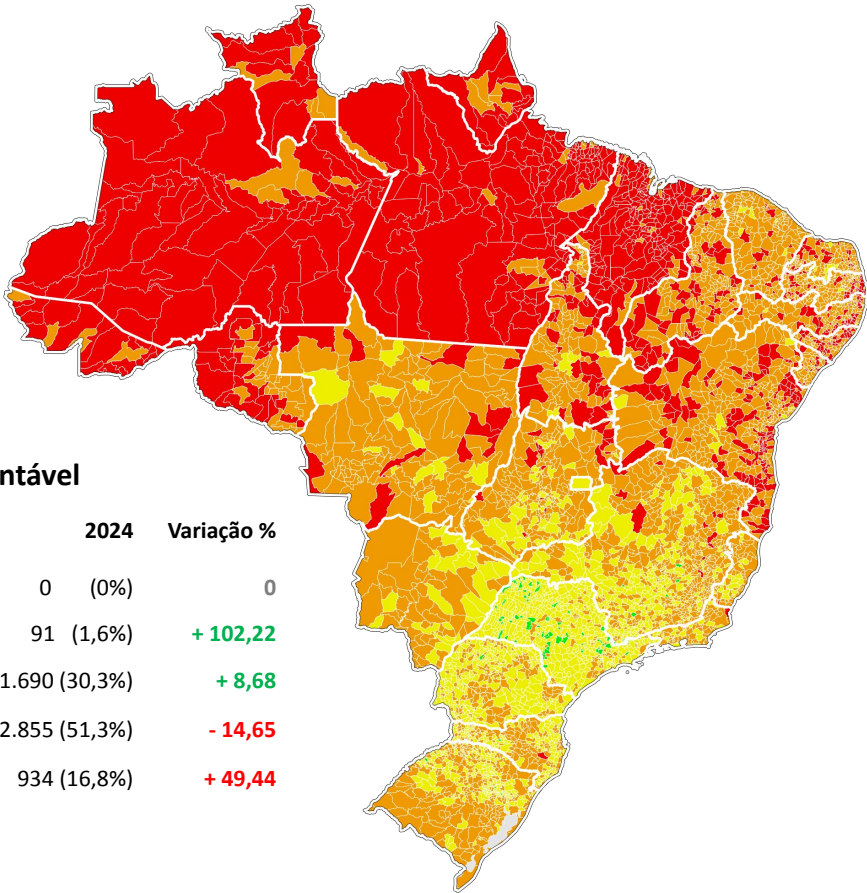 ntável
2024 Variação %
0 (0%) 0
91 (1,6%) + 102,22
1.690 (30,3%) + 8,68
2.855 (51,3%) - 14,65
934 (16,8%) + 49,44